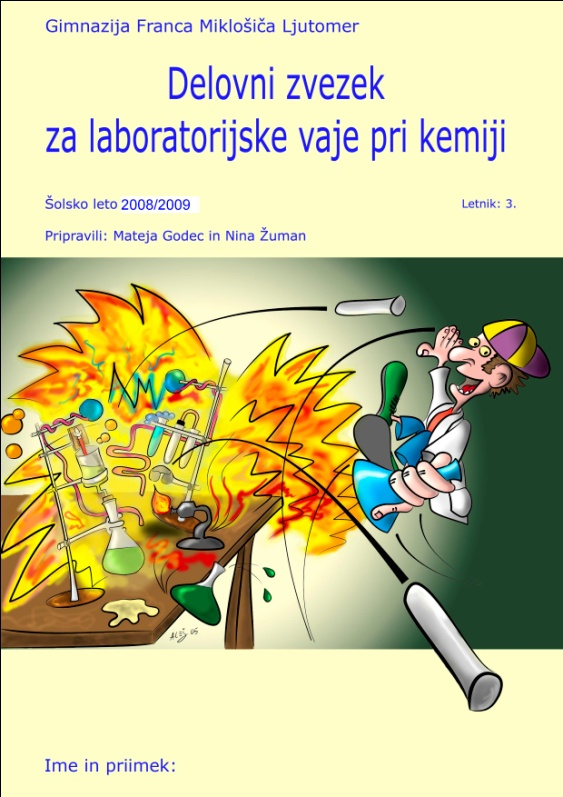 Gimnazija Franca Miklošiča Ljutomer
Delovni zvezek
za laboratorijske vaje pri kemiji
Šolsko leto 2008/2009
Letnik: 3.
Pripravili: Mateja Godec in Nina Žuman
Ime in priimek: